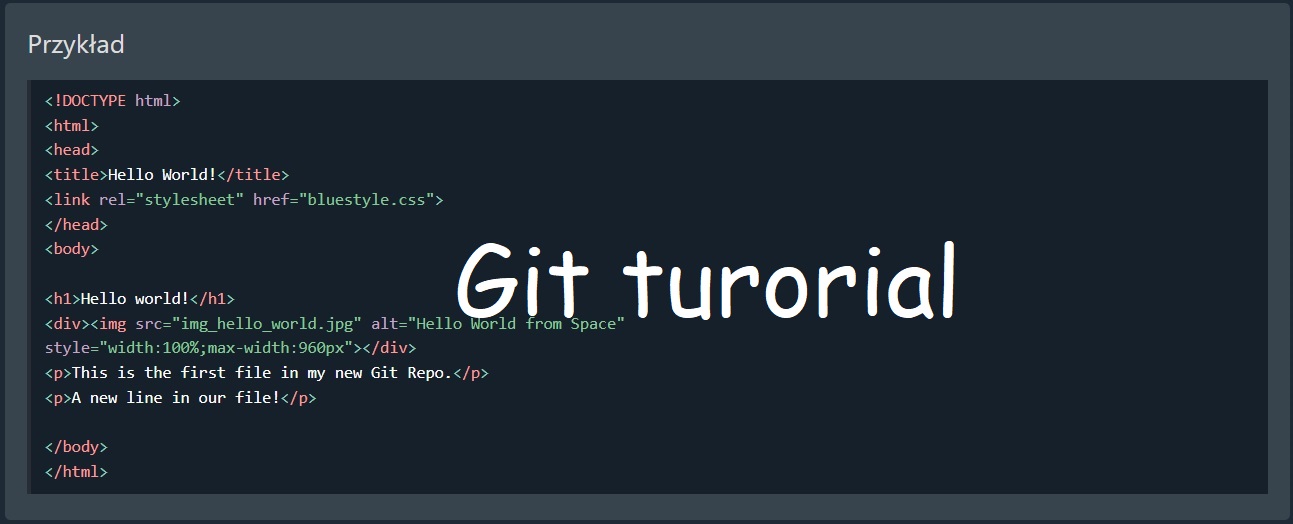 Przykład
<!DOCTYPE html>
<html>
<head>
<title>Hello World!</title>
<link rel="stylesheet" href="bluestyle.css">
</head>
<body>
Git turorial
<h1>Hello world!</h1>
<div><img src="img_hello_world.jpg" alt="Hello World from Space"
style="width:100%;max-width:960px"></div>
<p>This is the first file in my new Git Repo.</p>
<p>A new line in our file!</p>
</body>
</html>